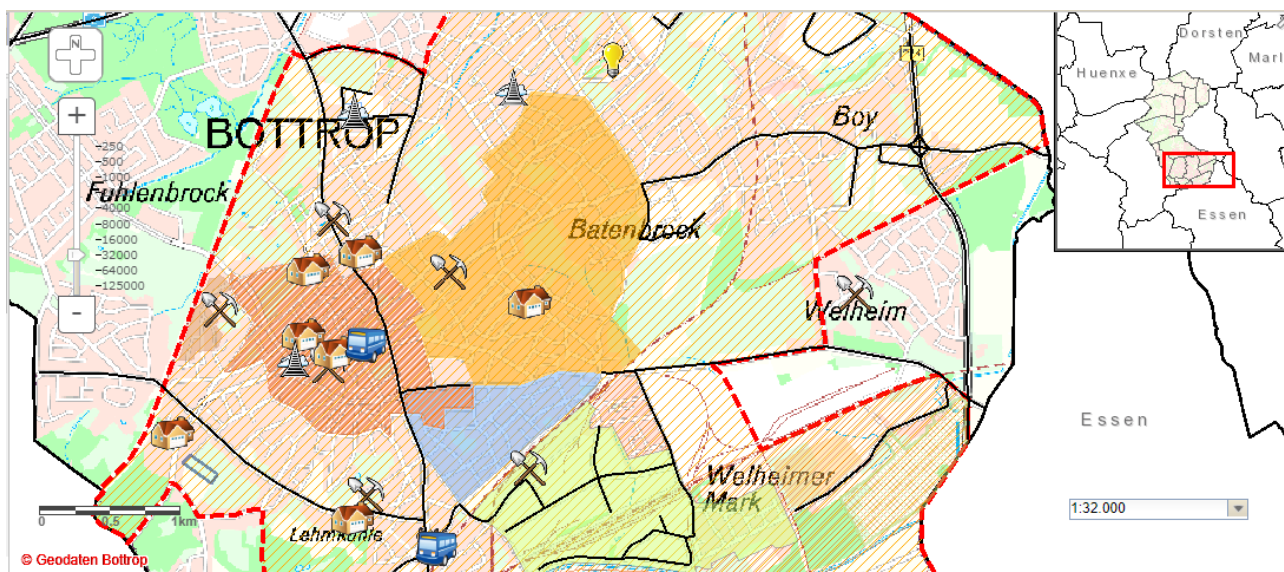 N
+
-250
-500
-1000
-4000
-8000
-16000
-32000
-64000
-125000
-
BOTTROP
Fuhlenbrock
Batenbrock
Boy
Welheim
Welheimer
Mark
Lehmkuhle
0 0.5 1km
© Geodaten Bottrop
Dorsten
Marl
Huenxe
Essen
Essen
1:32.000